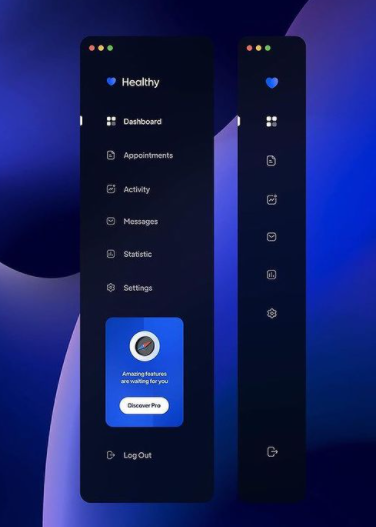 Healthy
Dashboard
Appointments
Activity
Messages
Statistic
Settings
Amazing features
are waiting for you
Discover Pro
Log Out